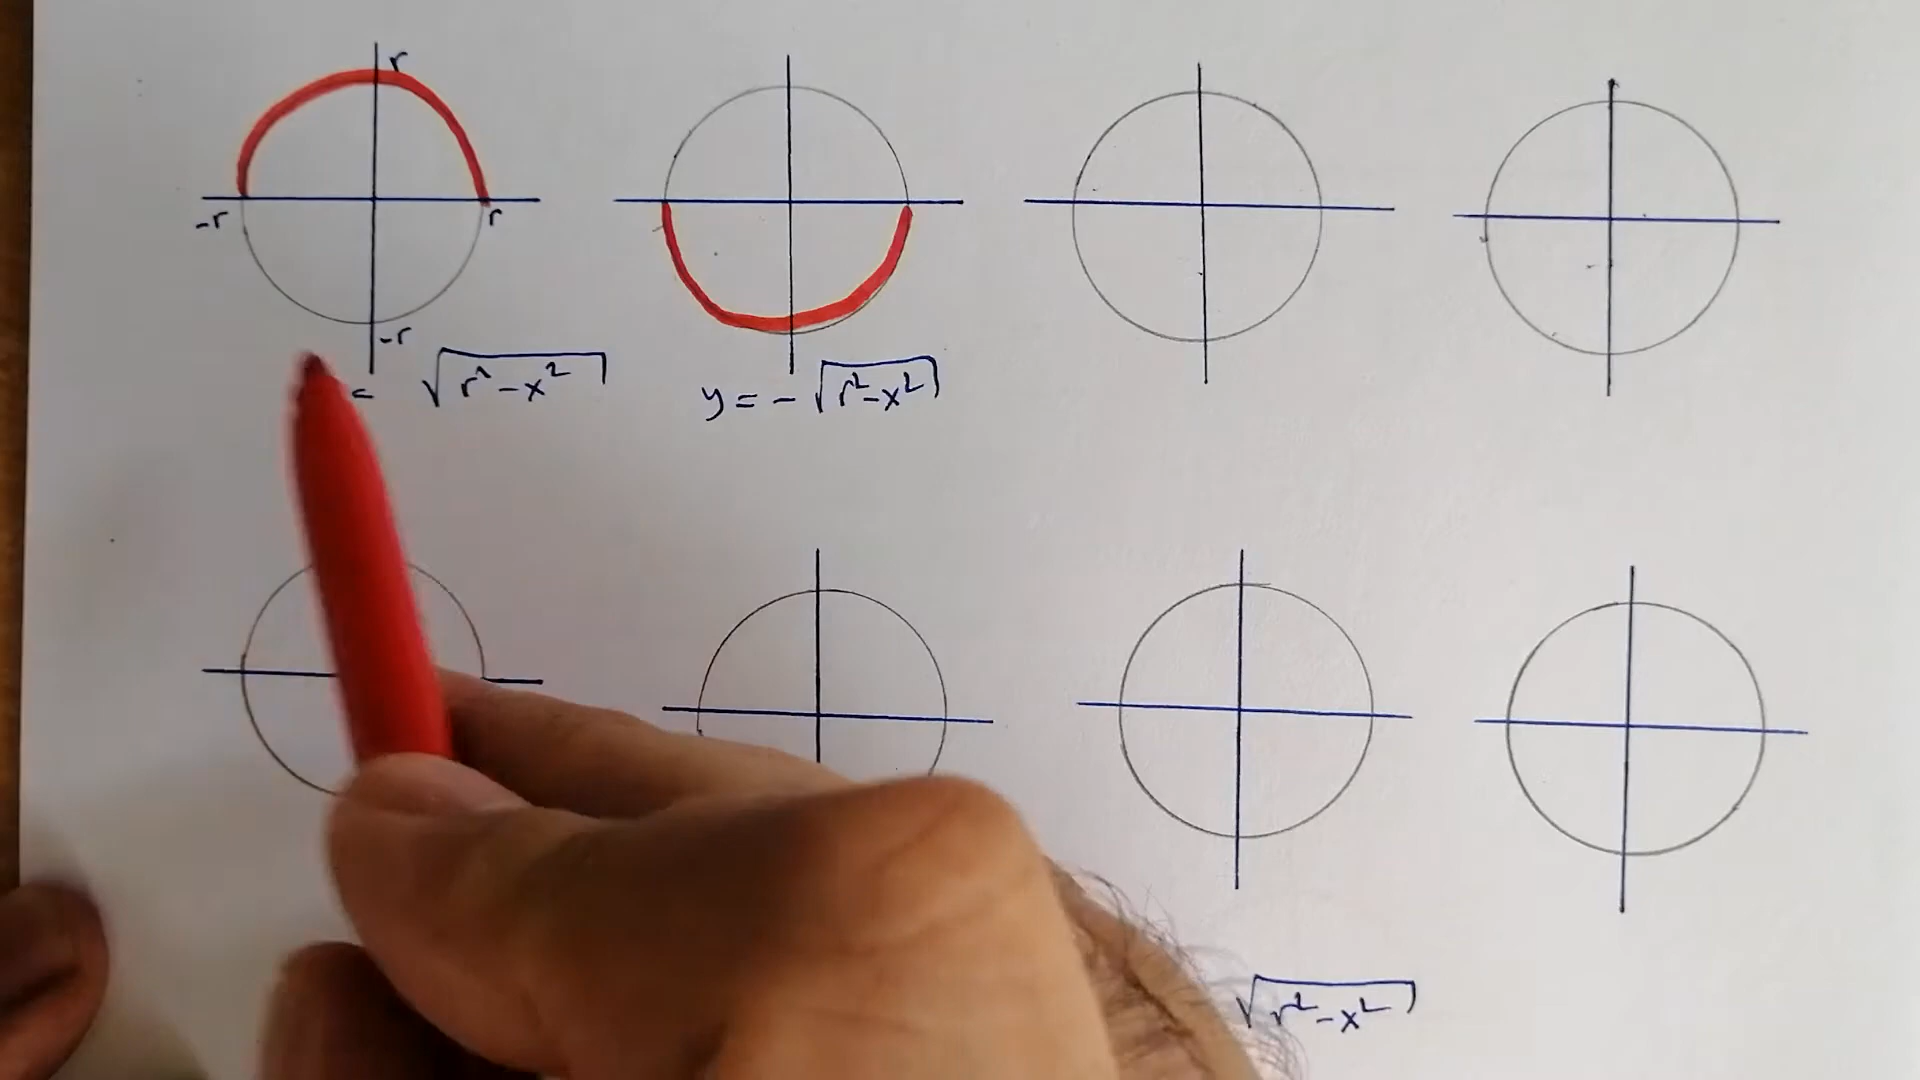 r
-r
r
-r
= √r²-x²
y = -√r²-x²
√r²-x²